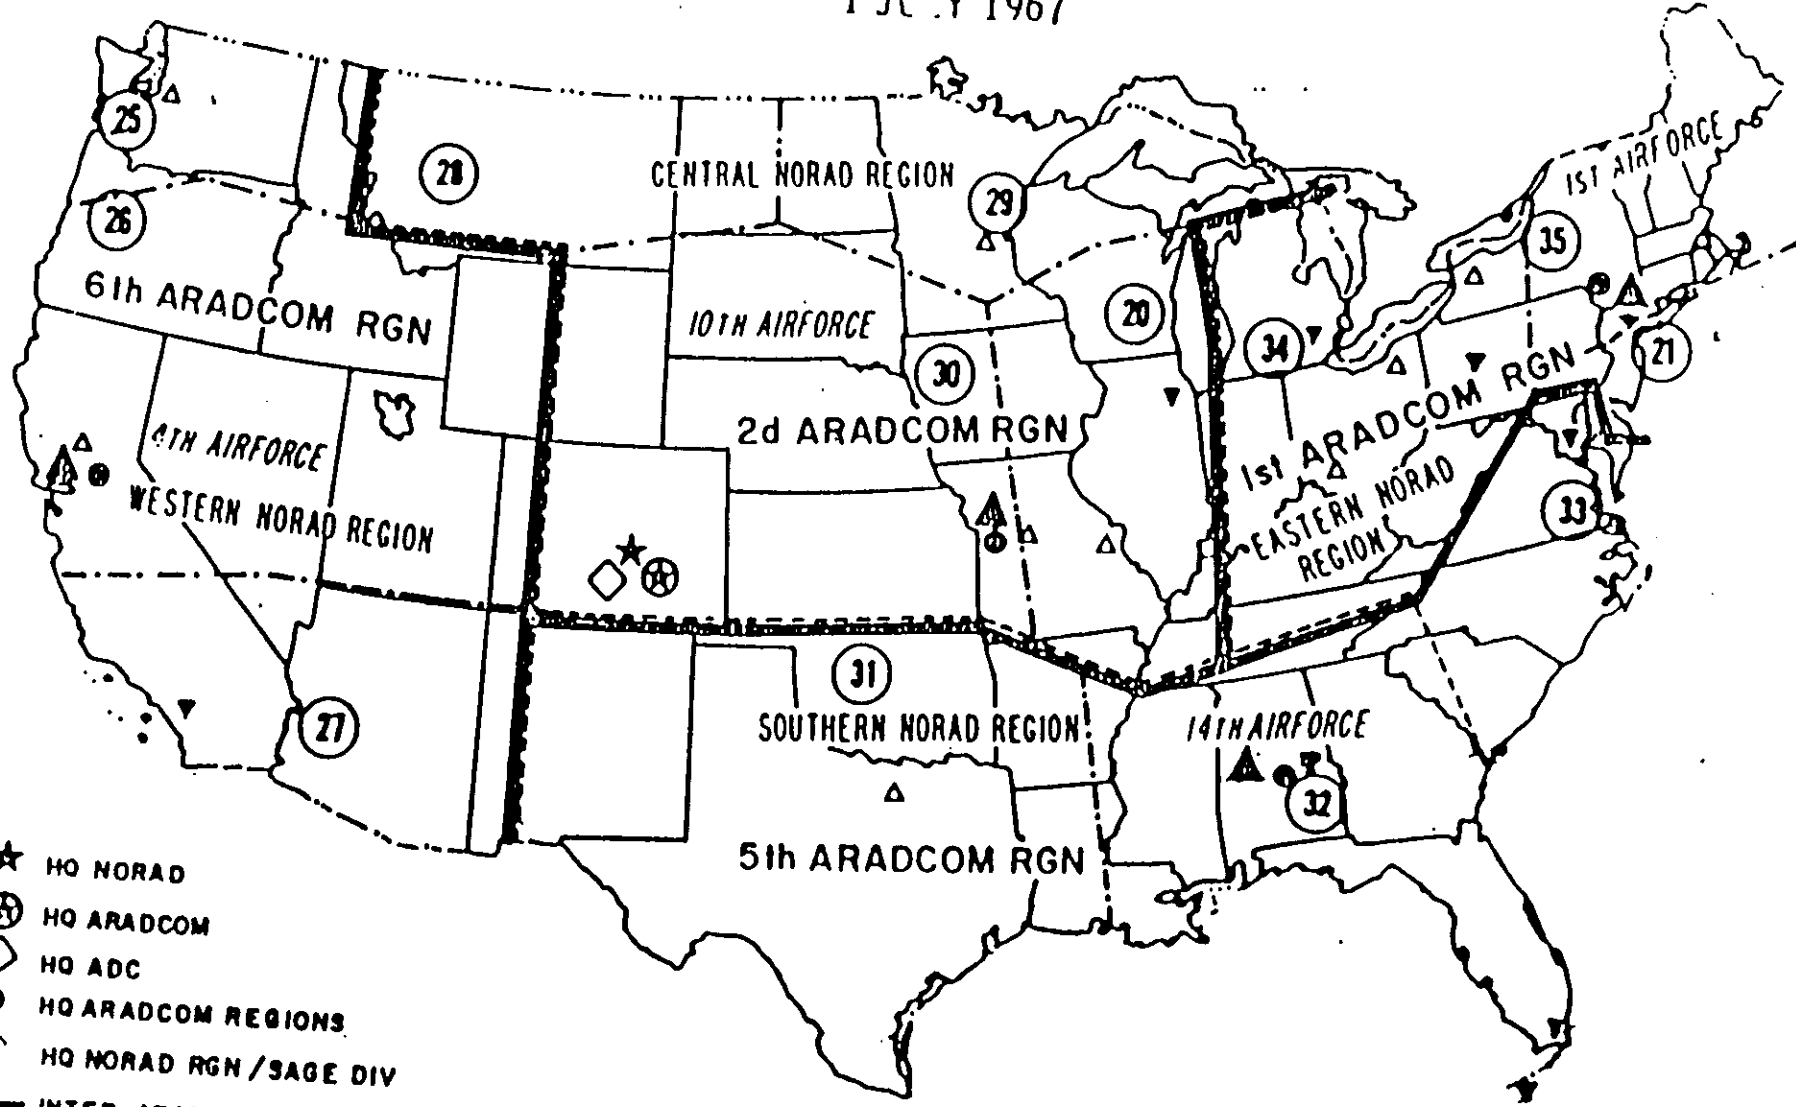 1967
25
28
CENTRAL NORAD REGION
29
1ST AIRFORCE
26
35
6th ARADCOM RGN
10TH AIRFORCE
20
34
21
30
1st ARADCOM RGN
2d ARADCOM RGN
4TH AIRFORCE
WESTERN NORAD REGION
EASTERN NORAD
REGION
33
31
SOUTHERN NORAD REGION
14TH AIRFORCE
27
32
5th ARADCOM RGN
HQ NORAD
HQ ARADCOM
HQ ADC
HQ ARADCOM REGIONS
HQ NORAD RGN / SAGE DIV